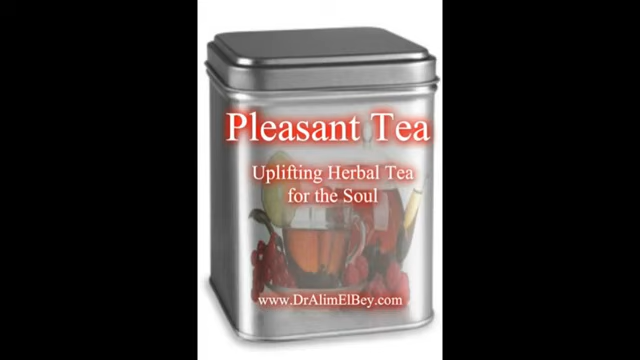 Pleasant Tea
Uplifting Herbal Tea
for the Soul
www.DrAlimElBey.com